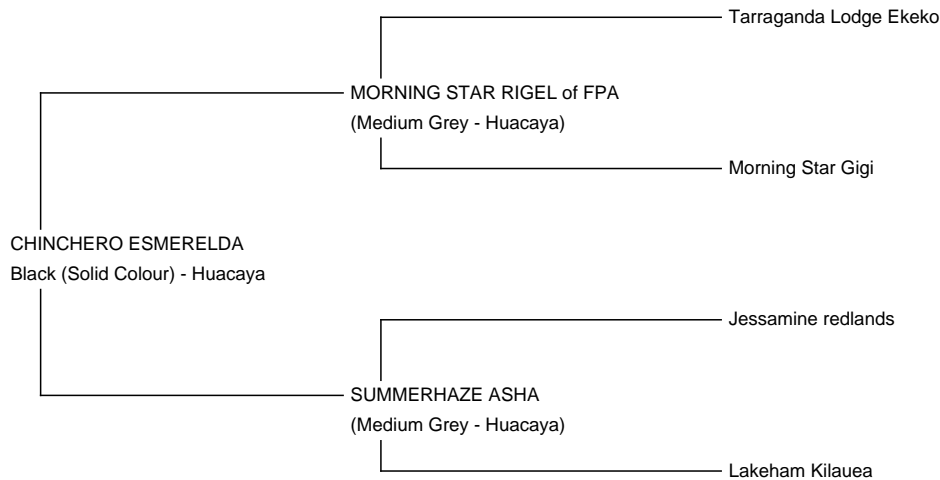 Tarraganda Lodge Ekeko
MORNING STAR RIGEL of FPA
(Medium Grey - Huacaya)
Morning Star Gigi
CHINCHERO ESMERELDA
Black (Solid Colour) - Huacaya
Jessamine redlands
SUMMERHAZE ASHA
(Medium Grey - Huacaya)
Lakeham Kilauea